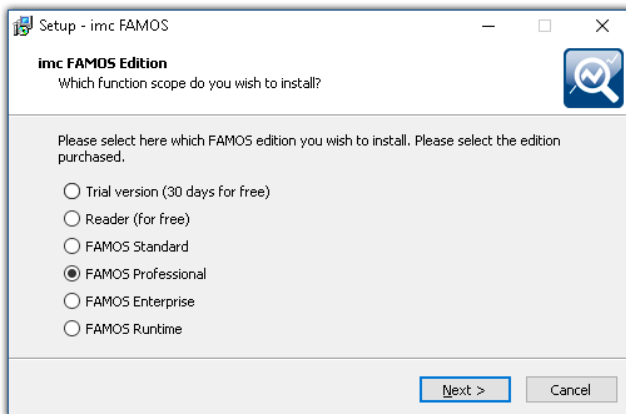 Setup - imc FAMOS
imc FAMOS Edition
Which function scope do you wish to install?
Please select here which FAMOS edition you wish to install. Please select the edition
purchased.
Trial version (30 days for free)
Reader (for free)
FAMOS Standard
FAMOS Professional
FAMOS Enterprise
FAMOS Runtime
Next >
Cancel